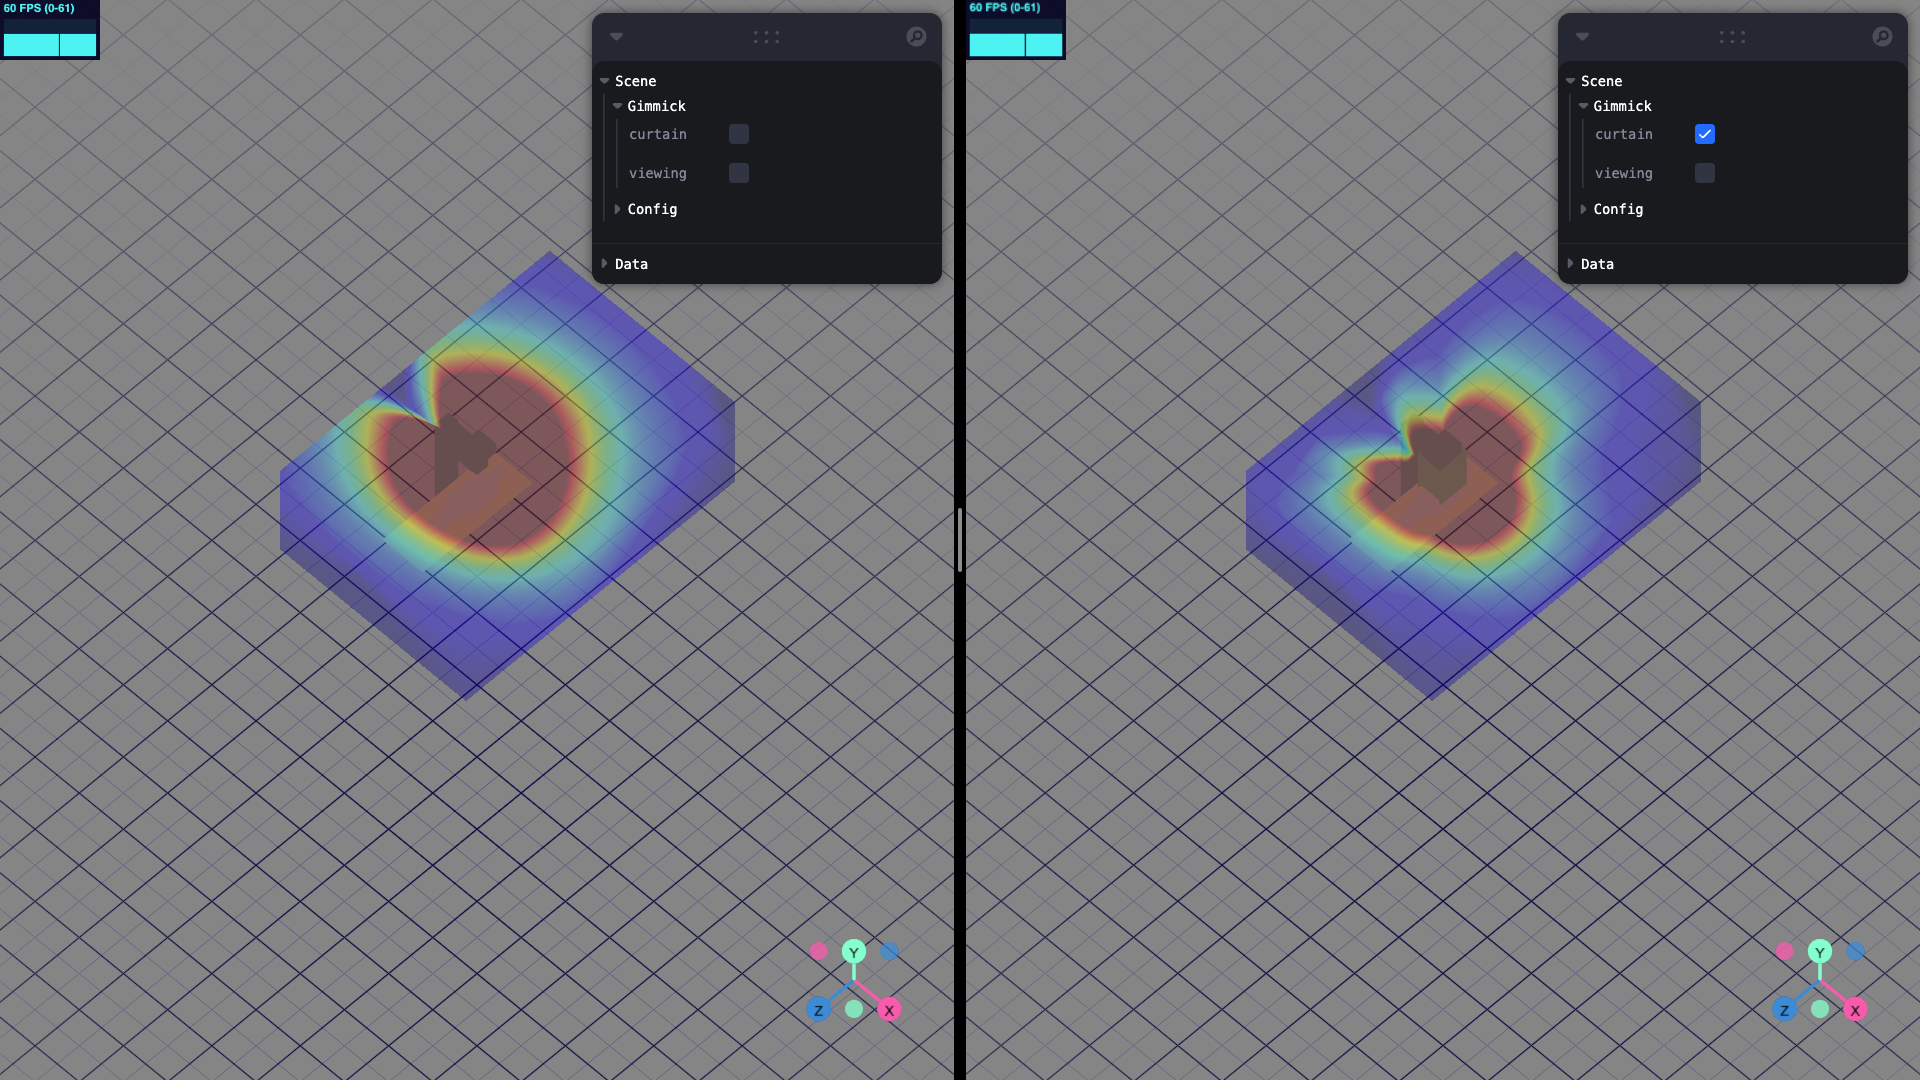 60 FPS (0-61)
Scene
Gimmick
curtain
viewing
Config
Data
Y
Z
X
60 FPS (0-61)
Scene
Gimmick
curtain
viewing
Config
Data
Y
Z
X